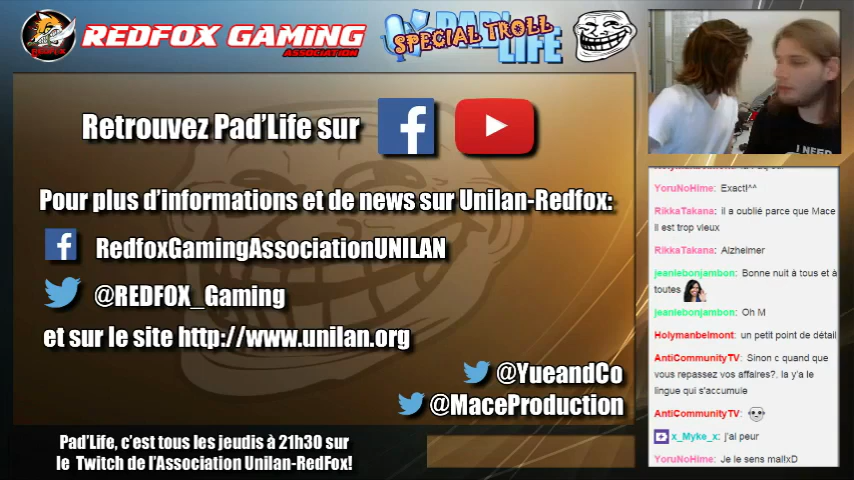 REDFOX GAMING
ASSOCIATION
REDFOX
PAD'LIFE
SPECIAL TROLL
Retrouvez Pad'Life sur
Pour plus d'informations et de news sur Unilan-Redfox:
RedfoxGamingAssociationUNILAN
@REDFOX_Gaming
et sur le site http://www.unilan.org
@YueandCo
@MaceProduction
Pad'Life, c'est tous les jeudis à 21h30 sur
le Twitch de l'Association Unilan-RedFox!
I NEED
YoruNoHime: Exact!^^
RikkaTakana: il a oublié parce que Mace
il est trop vieux
RikkaTakana: Alzheimer
jeanlebonjambon: Bonne nuit à tous et à
toutes
jeanlebonjambon: Oh M
Holymanbelmont: un petit point de détail
AntiCommunityTV: Sinon c quand que
vous repassez vos affaires?, la y'a le
lingue qui s'accumule
AntiCommunityTV:
x_Myke_x: j'ai peur
YoruNoHime: Je le sens mal!xD